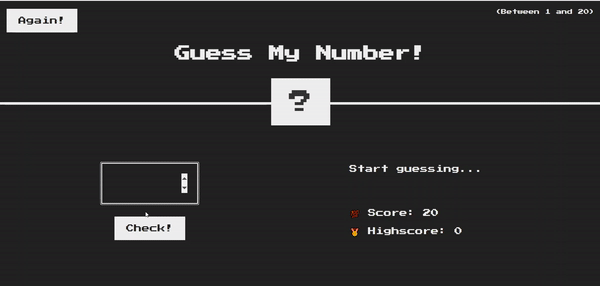 Again!
(Between 1 and 20)
Guess My Number!
?
Start guessing...
Check!
Score: 20
Highscore: 0